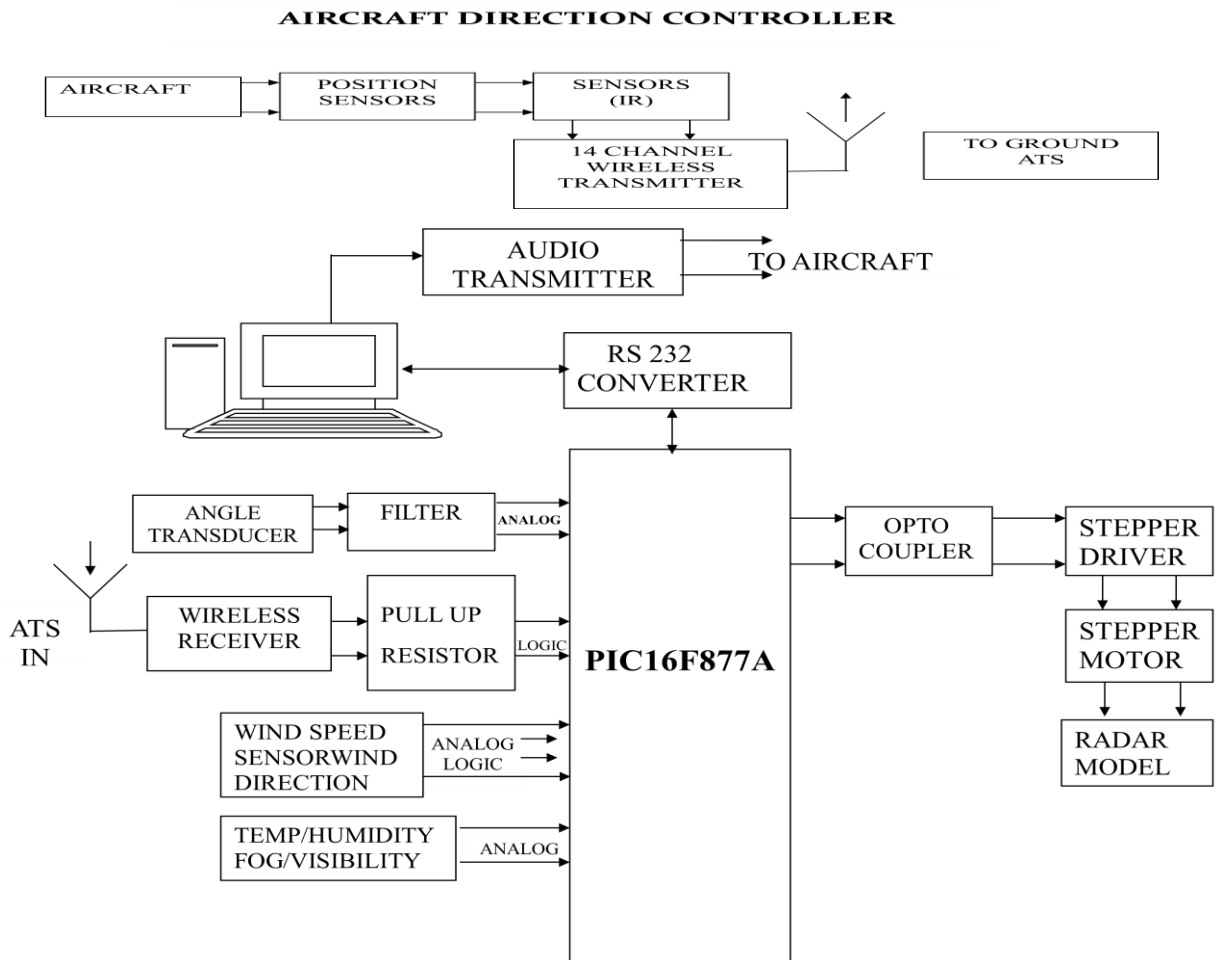 AIRCRAFT DIRECTION CONTROLLER
AIRCRAFT
POSITION
SENSORS
SENSORS
(IR)
14 CHANNEL
WIRELESS
TRANSMITTER
TO GROUND
ATS
AUDIO
TRANSMITTER
TO AIRCRAFT
RS 232
CONVERTER
ANGLE
TRANSDUCER
FILTER
ANALOG
OPTO
COUPLER
STEPPER
DRIVER
ATS
IN
WIRELESS
RECEIVER
PULL UP
RESISTOR
LOGIC
PIC16F877A
STEPPER
MOTOR
WIND SPEED
SENSORWIND
DIRECTION
ANALOG
LOGIC
RADAR
MODEL
TEMP/HUMIDITY
FOG/VISIBILITY
ANALOG